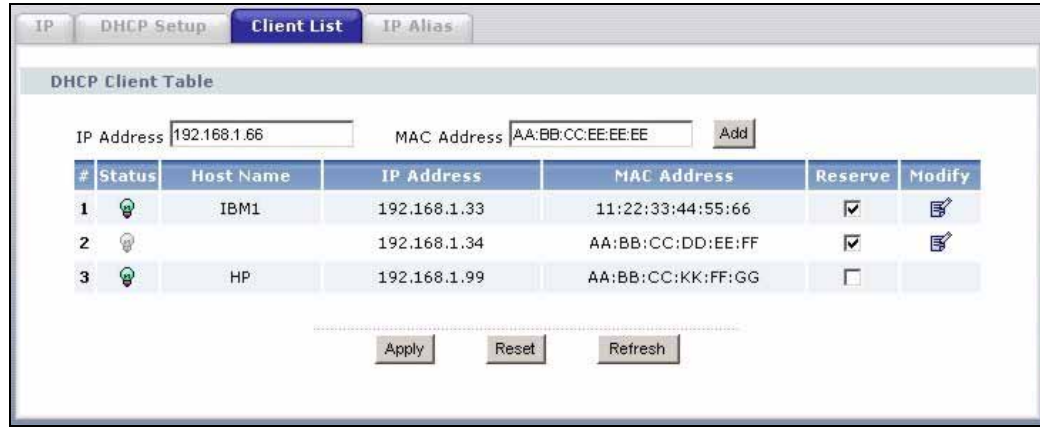 IP DHCP Setup Client List IP Alias
DHCP Client Table
IP Address 192.168.1.66 MAC Address AA:BB:CC:EE:EE:EE Add
# Status Host Name IP Address MAC Address Reserve Modify
1 IBM1 192.168.1.33 11:22:33:44:55:66
2 192.168.1.34 AA:BB:CC:DD:EE:FF
3 HP 192.168.1.99 AA:BB:CC:KK:FF:GG
Apply Reset Refresh